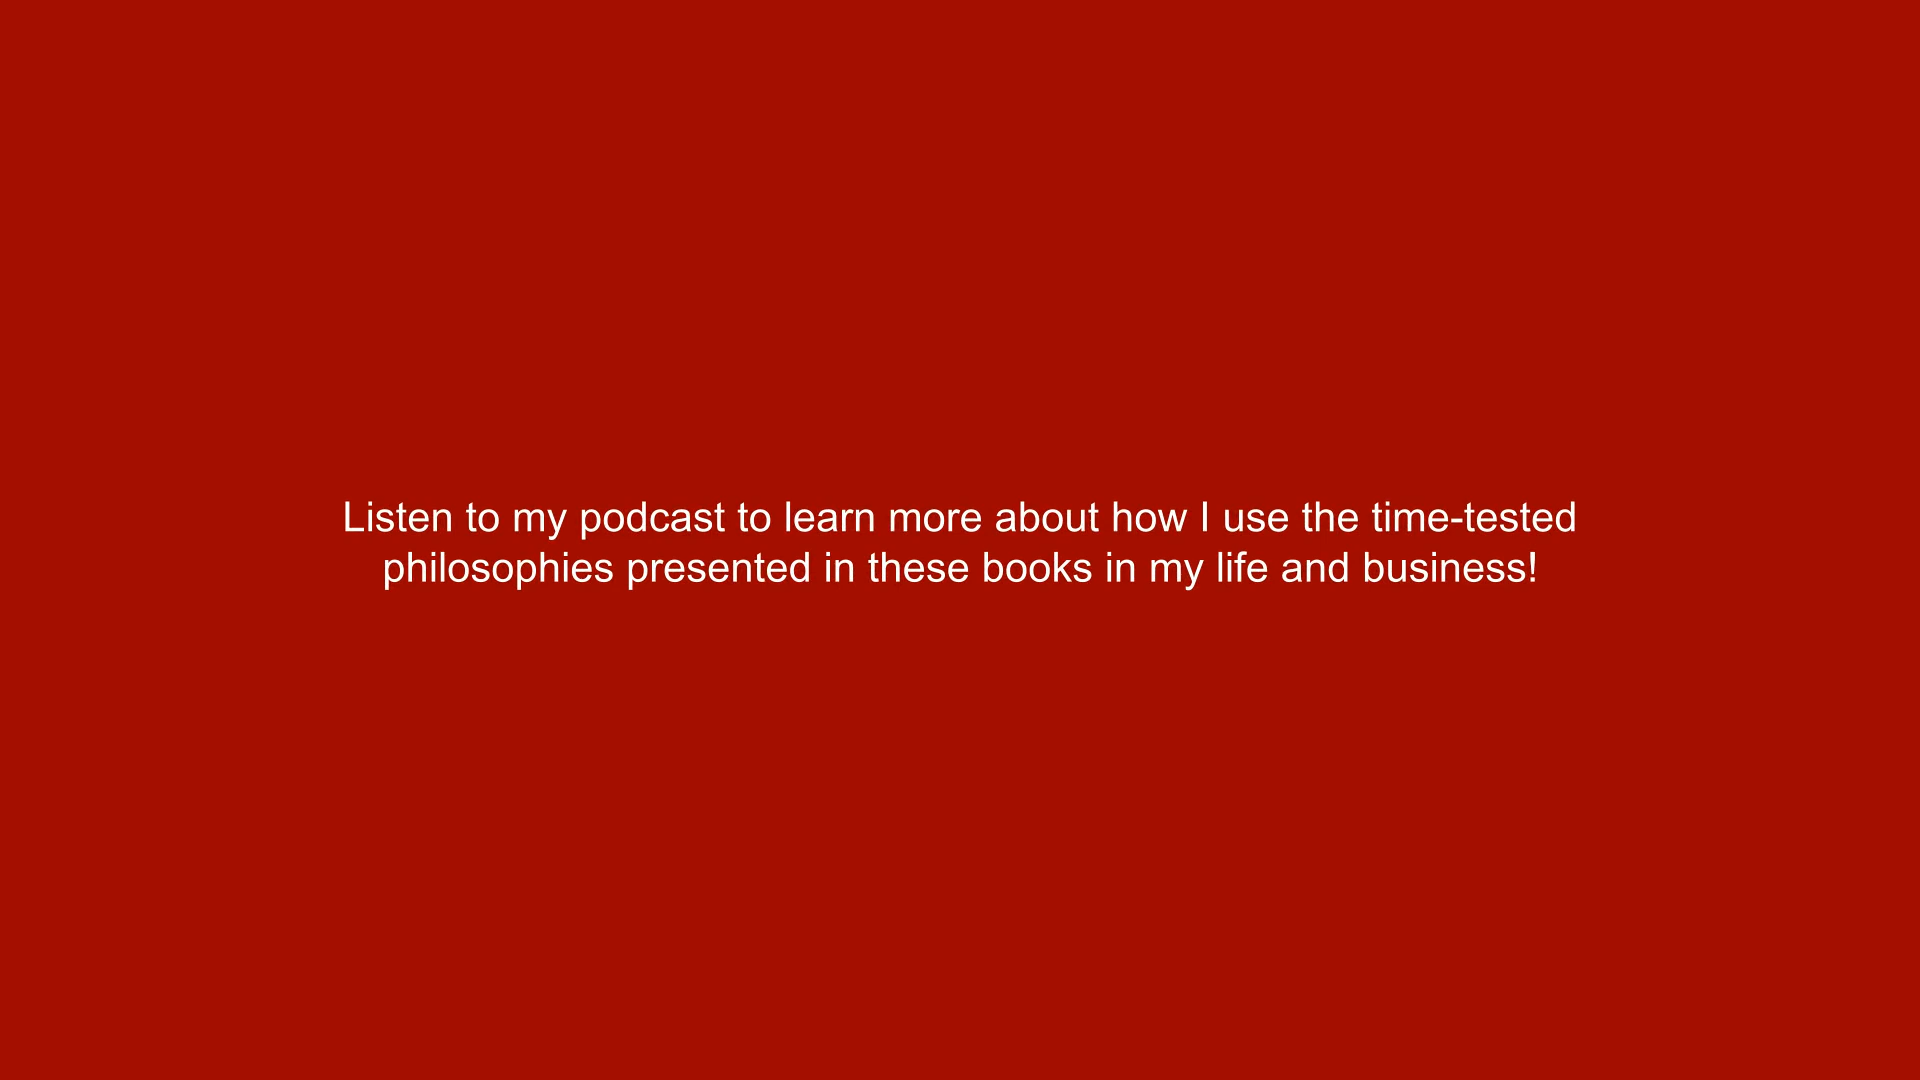 Listen to my podcast to learn more about how I use the time-tested
philosophies presented in these books in my life and business!